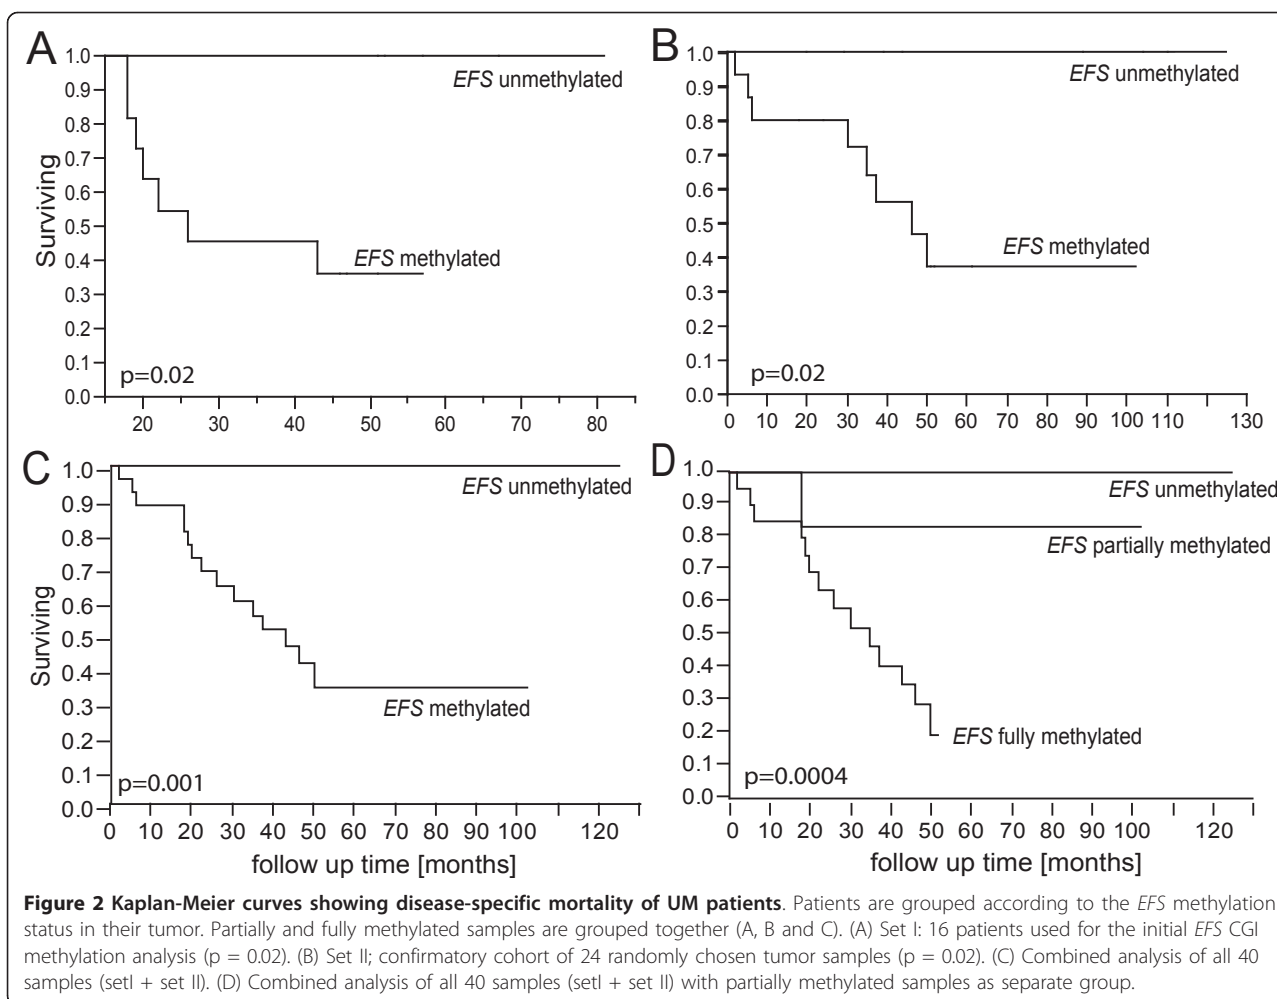 A
1.0
0.9
0.8
0.7
0.6
0.5
0.4
0.3
0.2
0.1
0.0
Surviving
EFS unmethylated
EFS methylated
p=0.02
20 30 40 50 60 70 80
B
1.0
0.9
0.8
0.7
0.6
0.5
0.4
0.3
0.2
0.1
0.0
EFS unmethylated
EFS methylated
p=0.02
0 10 20 30 40 50 60 70 80 90 100 110 130
C
1.0
0.9
0.8
0.7
0.6
0.5
0.4
0.3
0.2
0.1
0.0
Surviving
EFS unmethylated
EFS methylated
p=0.001
0 10 20 30 40 50 60 70 80 90 100 120
follow up time [months]
D
1.0
0.9
0.8
0.7
0.6
0.5
0.4
0.3
0.2
0.1
0.0
EFS unmethylated
EFS partially methylated
EFS fully methylated
p=0.0004
0 10 20 30 40 50 60 70 80 90 100 120
follow up time [months]
Figure 2 Kaplan-Meier curves showing disease-specific mortality of UM patients. Patients are grouped according to the EFS methylation
status in their tumor. Partially and fully methylated samples are grouped together (A, B and C). (A) Set I: 16 patients used for the initial EFS CGI
methylation analysis (p = 0.02). (B) Set II; confirmatory cohort of 24 randomly chosen tumor samples (p = 0.02). (C) Combined analysis of all 40
samples (setI + set II). (D) Combined analysis of all 40 samples (setI + set II) with partially methylated samples as separate group.